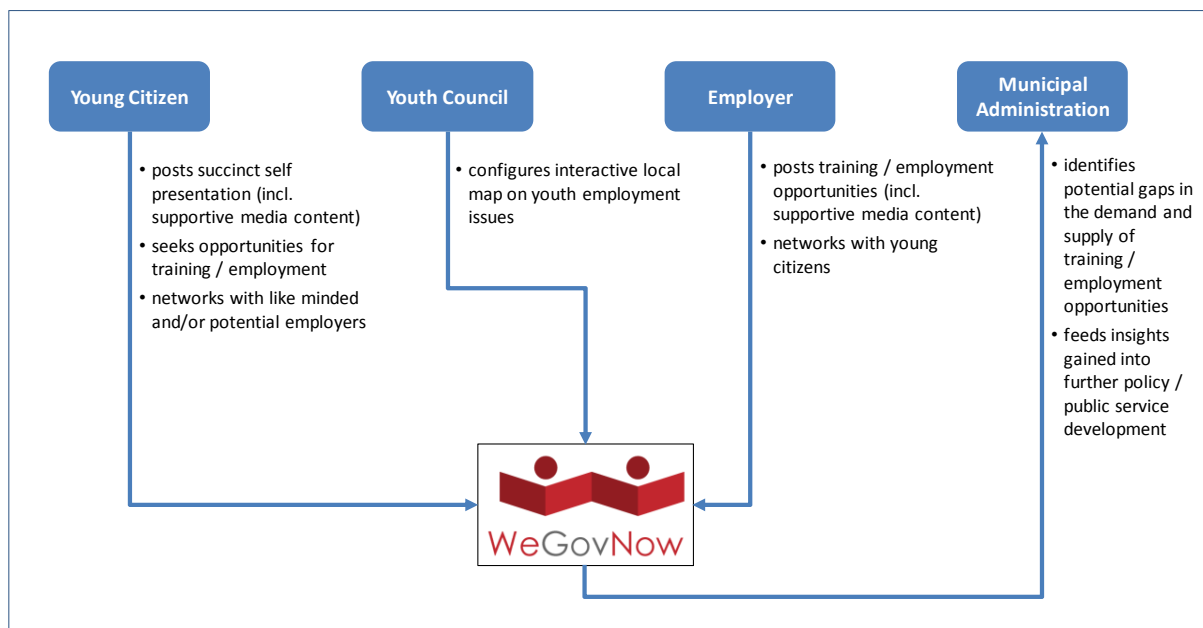 Young Citizen
• posts succinct self
presentation (incl.
supportive media content)
• seeks opportunities for
training / employment
• networks with like minded
and/or potential employers
Youth Council
• configures interactive local
map on youth employment
issues
Employer
• posts training / employment
opportunities (incl.
supportive media content)
• networks with young
citizens
Municipal
Administration
• identifies
potential gaps in
the demand and
supply of
training /
employment
opportunities
• feeds insights
gained into
further policy /
public service
development
WeGovNow